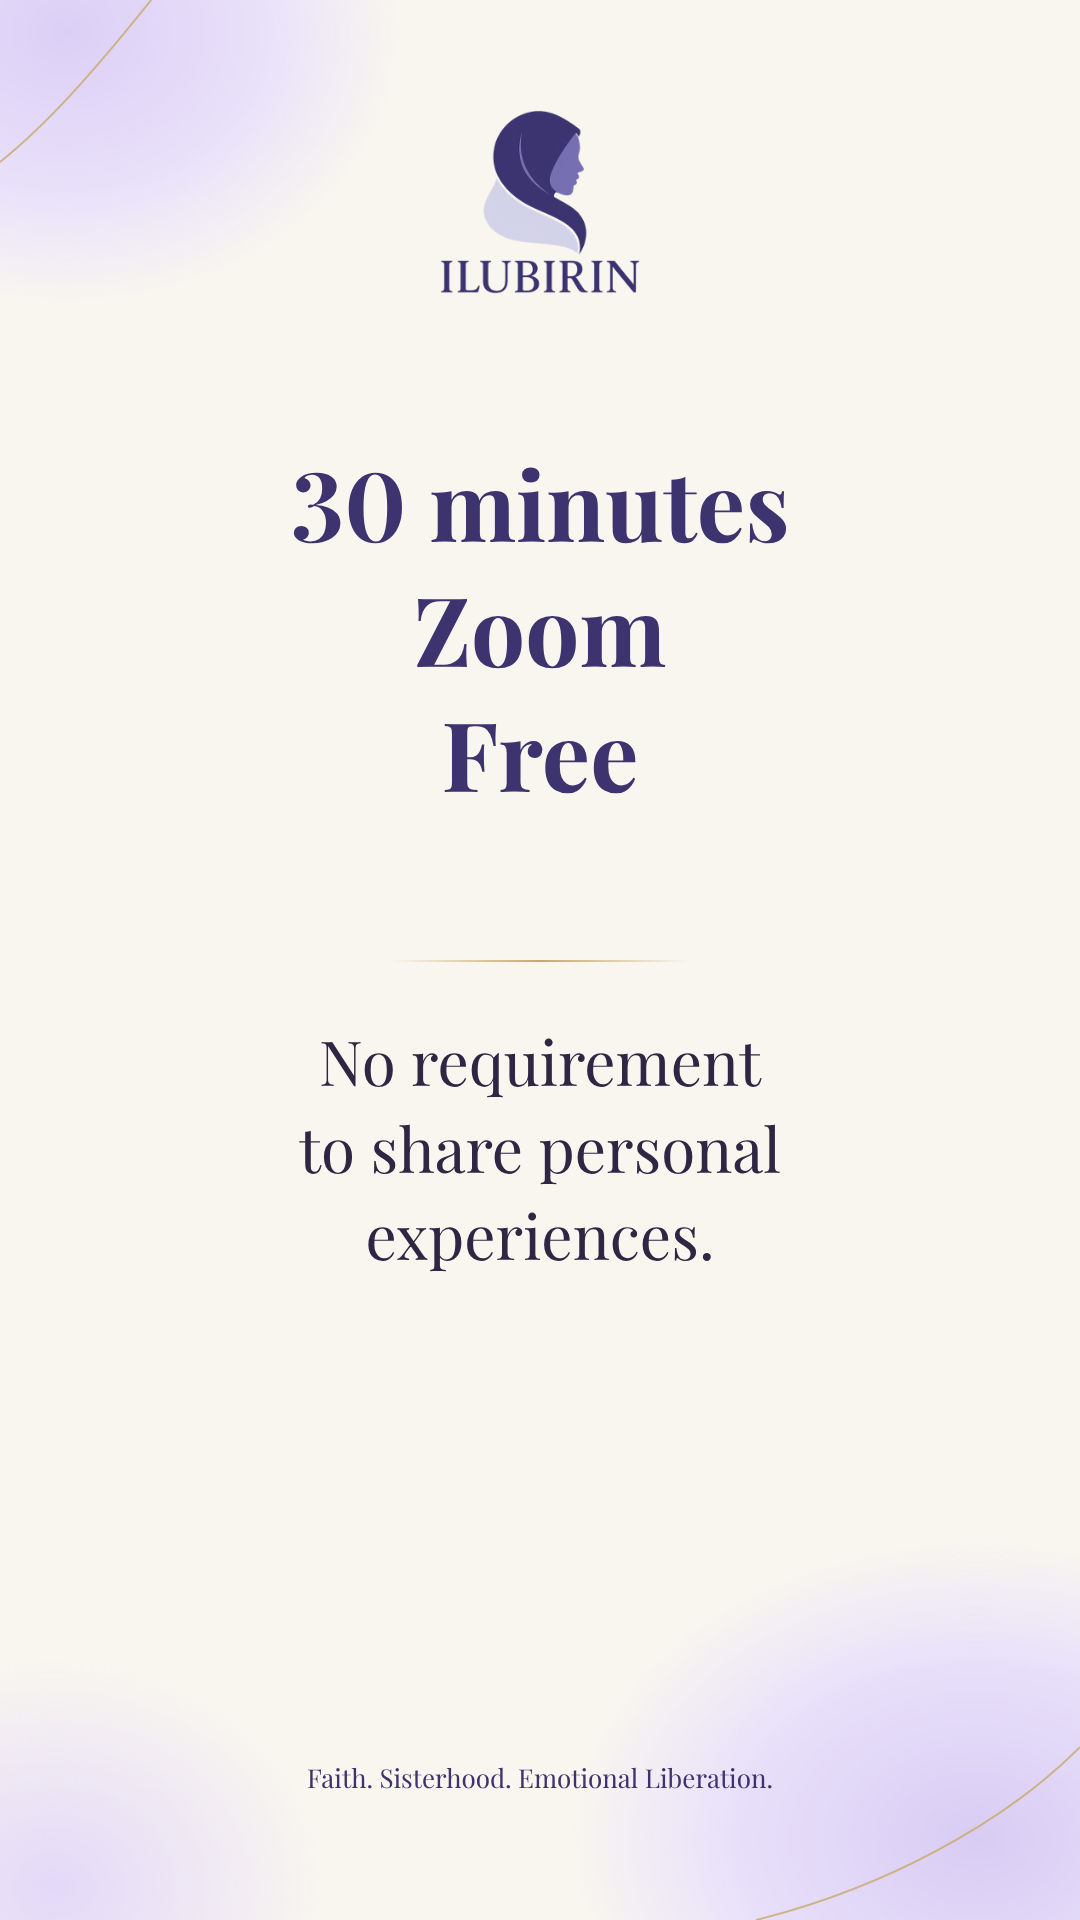 ILUBIRIN
30 minutes
Zoom
Free
No requirement
to share personal
experiences.
Faith. Sisterhood. Emotional Liberation.